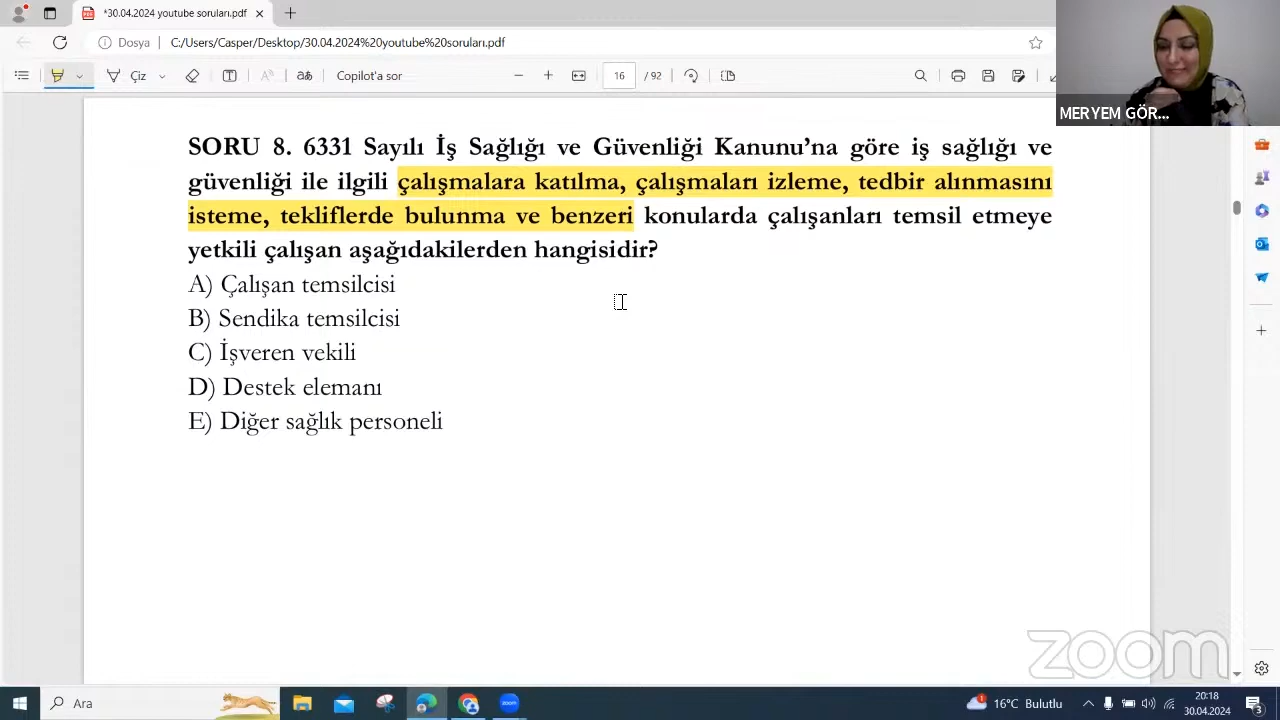 *30.04.2024 youtube soruları.pdf
Dosya
C:/Users/Casper/Desktop/30.04.2024%20youtube%20soruları.pdf
Çiz
Copilot'a sor
16
/ 92
MERYEM GÖR...
SORU 8. 6331 Sayılı İş Sağlığı ve Güvenliği Kanunu'na göre iş sağlığı ve
güvenliği ile ilgili çalışmalara katılma, çalışmaları izleme, tedbir alınmasını
isteme, tekliflerde bulunma ve benzeri konularda çalışanları temsil etmeye
yetkili çalışan aşağıdakilerden hangisidir?
A) Çalışan temsilcisi
B) Sendika temsilcisi
C) İşveren vekili
D) Destek elemanı
E) Diğer sağlık personeli
zoom
Ara
zoom
1
16°C Bulutlu
20:18
30.04.2024
3